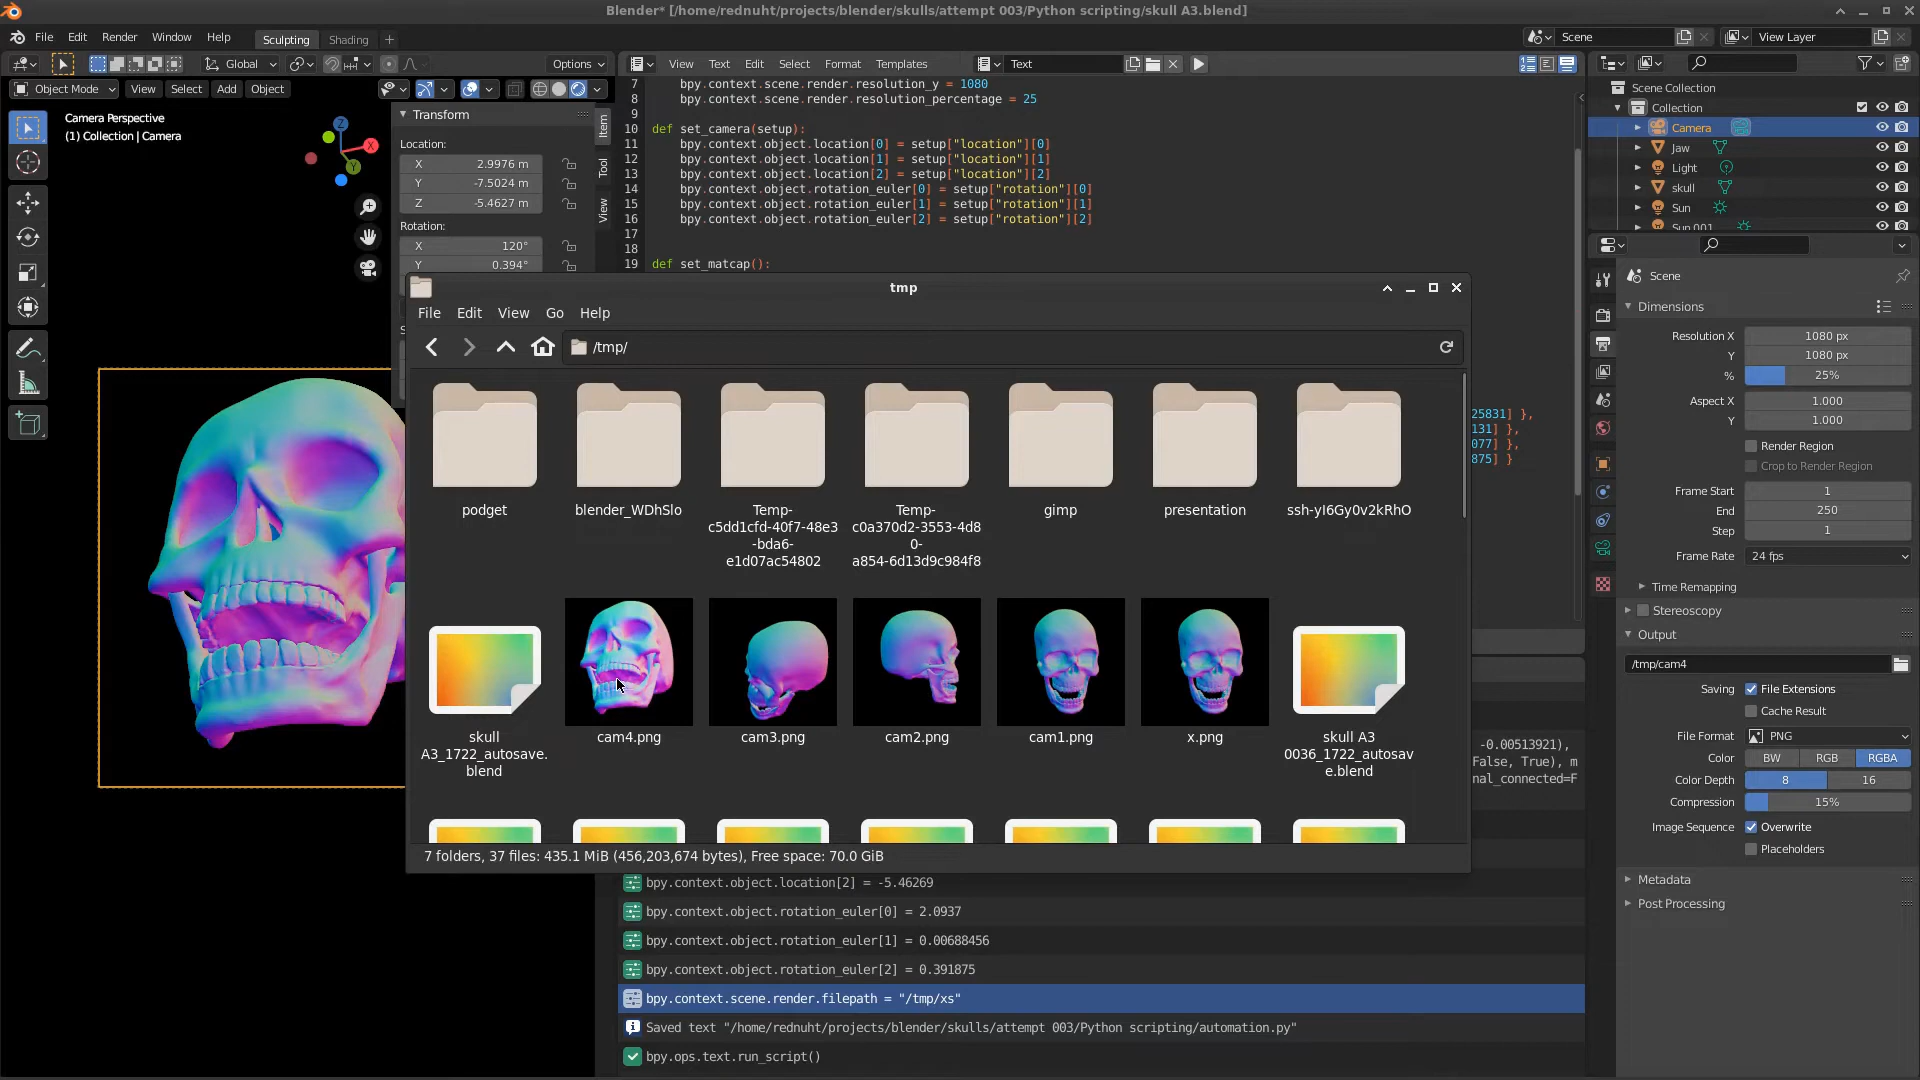 Blender* [/home/rednuht/projects/blender/skulls/attempt 003/Python scripting/skull A3.blend]
File Edit Render Window Help Sculpting Shading + Scene View Layer
Global Options
View Text Edit Select Format Templates Text
Object Mode View Select Add Object
Camera Perspective
(1) Collection | Camera
Transform
Location:
X 2.9976 m
Y -7.5024 m
Z -5.4627 m
Rotation:
X 120°
Y 0.394°
Item
Tool
View
7 bpy.context.scene.render.resolution_y = 1080
8 bpy.context.scene.render.resolution_percentage = 25
9
10 def set_camera(setup):
11 bpy.context.object.location[0] = setup["location"][0]
12 bpy.context.object.location[1] = setup["location"][1]
13 bpy.context.object.location[2] = setup["location"][2]
14 bpy.context.object.rotation_euler[0] = setup["rotation"][0]
15 bpy.context.object.rotation_euler[1] = setup["rotation"][1]
16 bpy.context.object.rotation_euler[2] = setup["rotation"][2]
17
18
19 def set_matcap():
25831] },
131] },
077] },
875] }
tmp
File Edit View Go Help
/tmp/
podget
blender_WDhSlo
Temp-
c5dd1cfd-40f7-48e3
-bda6-
e1d07ac54802
Temp-
c0a370d2-3553-4d8
0-
a854-6d13d9c984f8
gimp
presentation
ssh-yI6Gy0v2kRhO
skull
A3_1722_autosave.
blend
cam4.png
cam3.png
cam2.png
cam1.png
x.png
skull A3
0036_1722_autosav
e.blend
7 folders, 37 files: 435.1 MiB (456,203,674 bytes), Free space: 70.0 GiB
-0.00513921),
False, True), m
nal_connected=F
bpy.context.object.location[2] = -5.46269
bpy.context.object.rotation_euler[0] = 2.0937
bpy.context.object.rotation_euler[1] = 0.00688456
bpy.context.object.rotation_euler[2] = 0.391875
bpy.context.scene.render.filepath = "/tmp/xs"
Saved text "/home/rednuht/projects/blender/skulls/attempt 003/Python scripting/automation.py"
bpy.ops.text.run_script()
Scene Collection
Collection
Camera
Jaw
Light
skull
Sun
Sun.001
Scene
Dimensions
Resolution X 1080 px
Y 1080 px
% 25%
Aspect X 1.000
Y 1.000
Render Region
Crop to Render Region
Frame Start 1
End 250
Step 1
Frame Rate 24 fps
Time Remapping
Stereoscopy
Output
/tmp/cam4
Saving File Extensions
Cache Result
File Format PNG
Color BW RGB RGBA
Color Depth 8 16
Compression 15%
Image Sequence Overwrite
Placeholders
Metadata
Post Processing